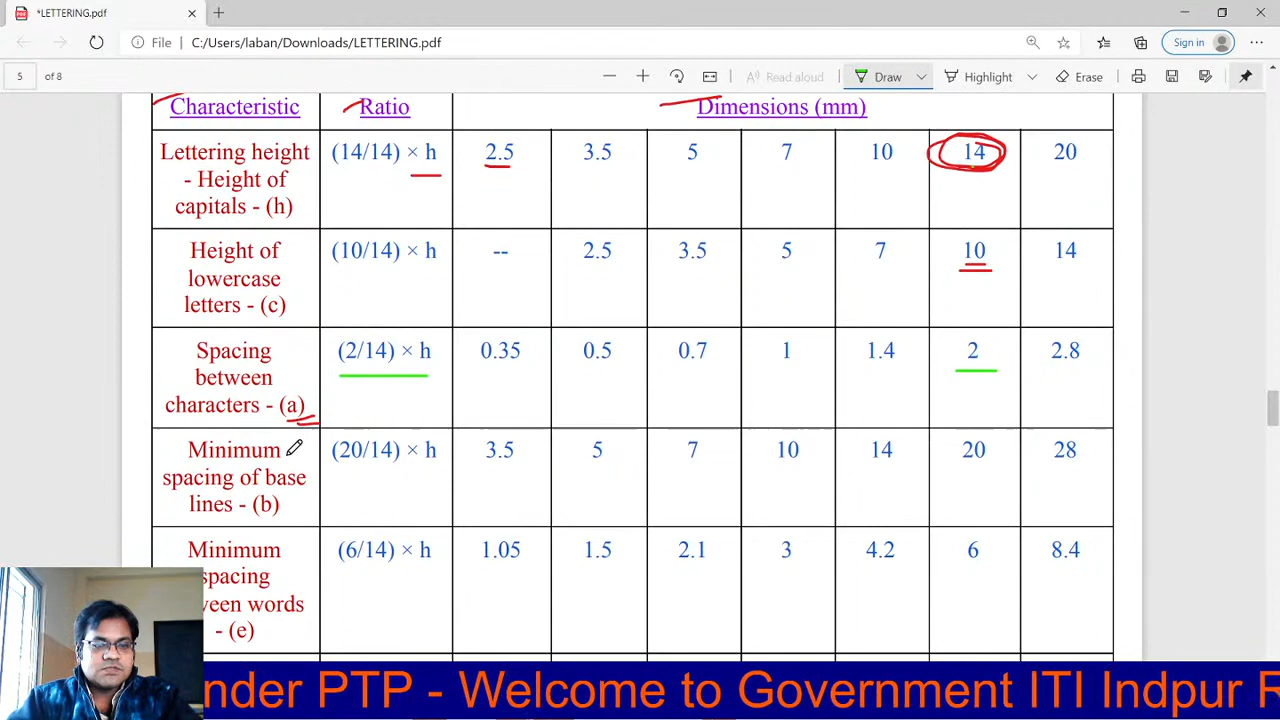 *LETTERING.pdf
File C:/Users/laban/Downloads/LETTERING.pdf Sign in
5 of 8 Read aloud Draw Highlight Erase
Characteristic Ratio Dimensions (mm)
Lettering height - Height of capitals - (h) (14/14) × h 2.5 3.5 5 7 10 14 20
Height of lowercase letters - (c) (10/14) × h -- 2.5 3.5 5 7 10 14
Spacing between characters - (a) (2/14) × h 0.35 0.5 0.7 1 1.4 2 2.8
Minimum spacing of base lines - (b) (20/14) × h 3.5 5 7 10 14 20 28
Minimum spacing words - (e) (6/14) × h 1.05 1.5 2.1 3 4.2 6 8.4
nder PTP - Welcome to Government ITI Indpur R